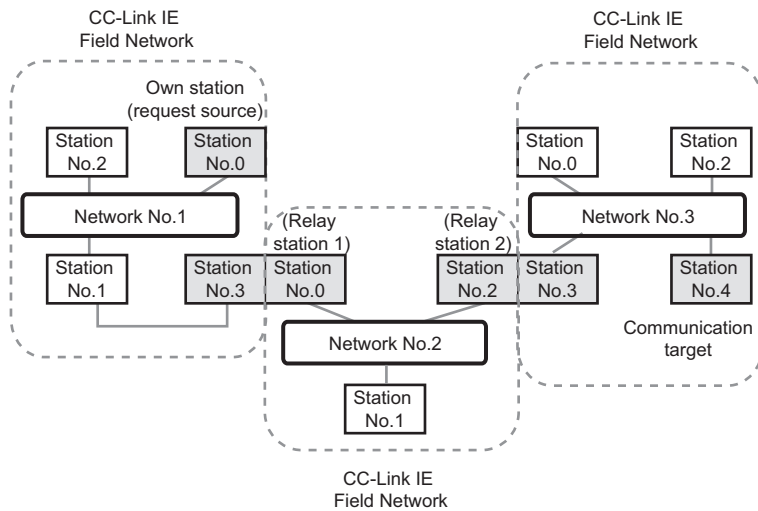 CC-Link IE
Field Network
CC-Link IE
Field Network
Own station
(request source)
Station
No.2
Station
No.0
Station
No.0
Station
No.2
Network No.1
Network No.3
(Relay
station 1)
(Relay
station 2)
Station
No.1
Station
No.3
Station
No.0
Station
No.2
Station
No.3
Station
No.4
Network No.2
Communication
target
Station
No.1
CC-Link IE
Field Network